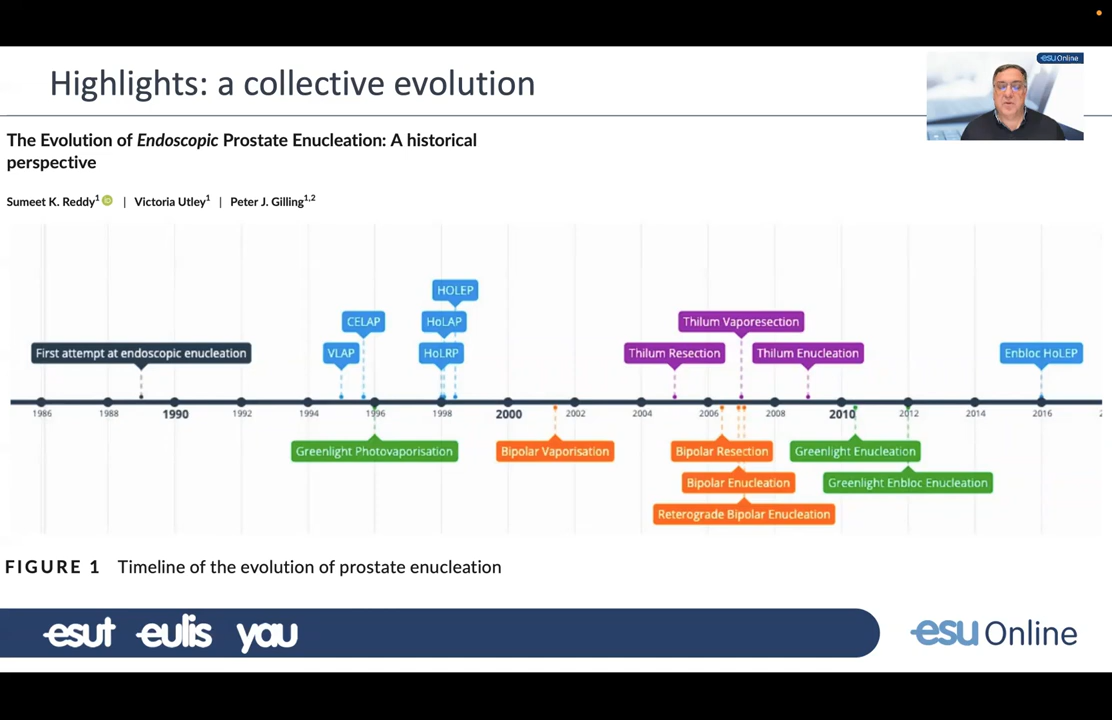 Highlights: a collective evolution
esu Online
The Evolution of Endoscopic Prostate Enucleation: A historical
perspective
Sumeet K. Reddy1 | Victoria Utley1 | Peter J. Gilling1,2
HOLEP
CELAP
HoLAP
Thilum Vaporesection
First attempt at endoscopic enucleation
VLAP
HoLRP
Thilum Resection
Thilum Enucleation
Enbloc HoLEP
1986 1988 1990 1992 1994 1996 1998 2000 2002 2004 2006 2008 2010 2012 2014 2016 2
Greenlight Photovaporisation
Bipolar Vaporisation
Bipolar Resection
Greenlight Enucleation
Bipolar Enucleation
Greenlight Enbloc Enucleation
Reterograde Bipolar Enucleation
FIGURE 1 Timeline of the evolution of prostate enucleation
esut eulis yau
esu Online